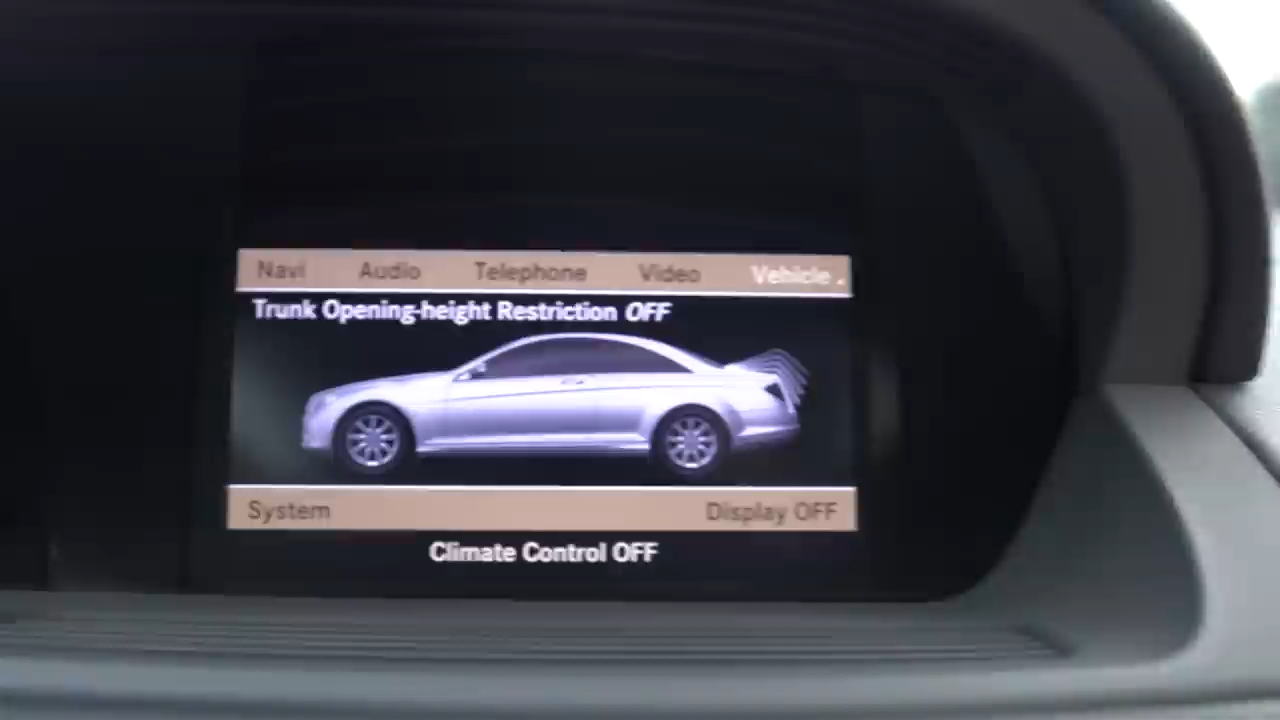 Navi Audio Telephone Video Vehicle
Trunk Opening-height Restriction OFF
System Display OFF
Climate Control OFF